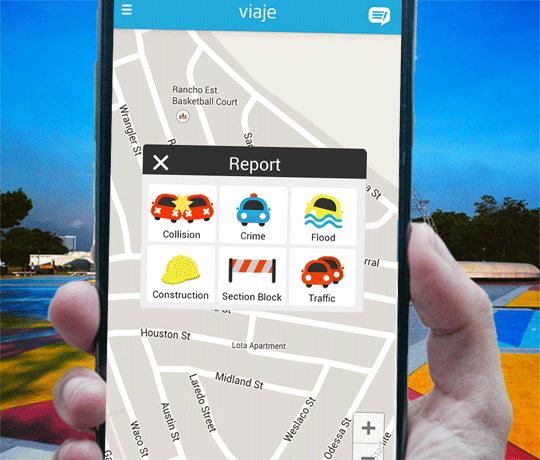 viaje
Rancho Est.
Basketball Court
Wrangler St
Report
Collision
Crime
Flood
Construction
Section Block
Traffic
Houston St
Lota Apartment
Midland St
Laredo Street
Austin St
Waco St
Weslaco St
Odessa St
+